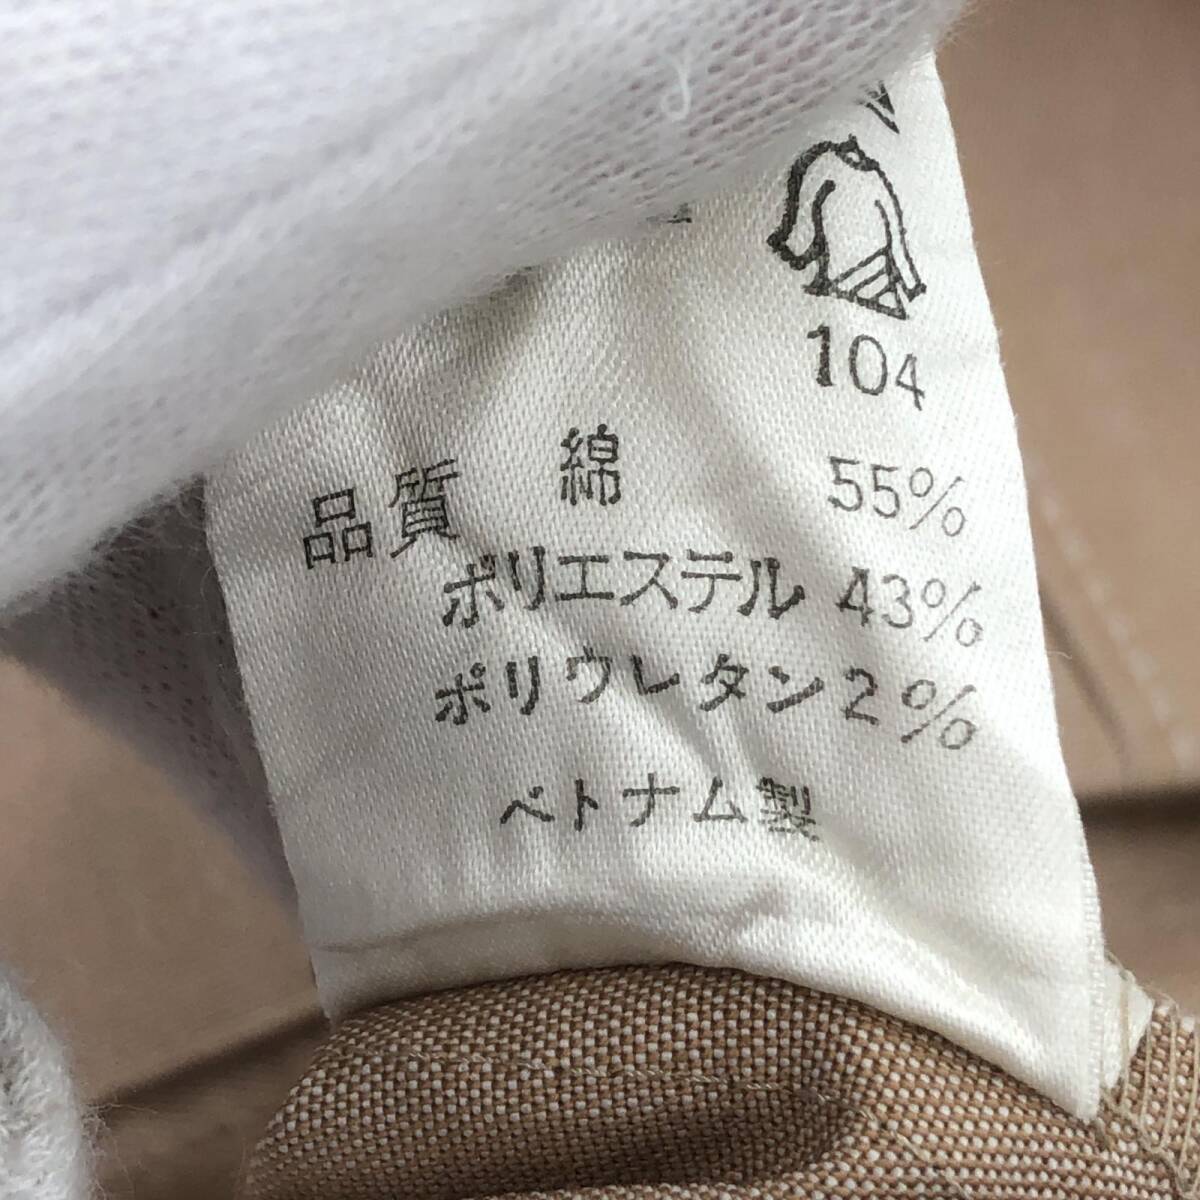 104
品質 綿 55%
ポリエステル 43%
ポリウレタン 2%
ベトナム製